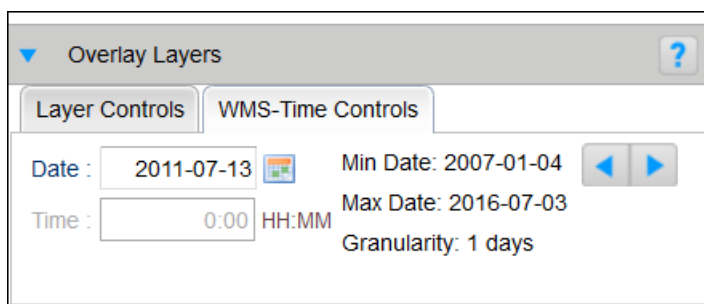 Overlay Layers ?
Layer Controls WMS-Time Controls
Date : 2011-07-13 Min Date: 2007-01-04
Max Date: 2016-07-03
Time : 0:00 HH:MM
Granularity: 1 days